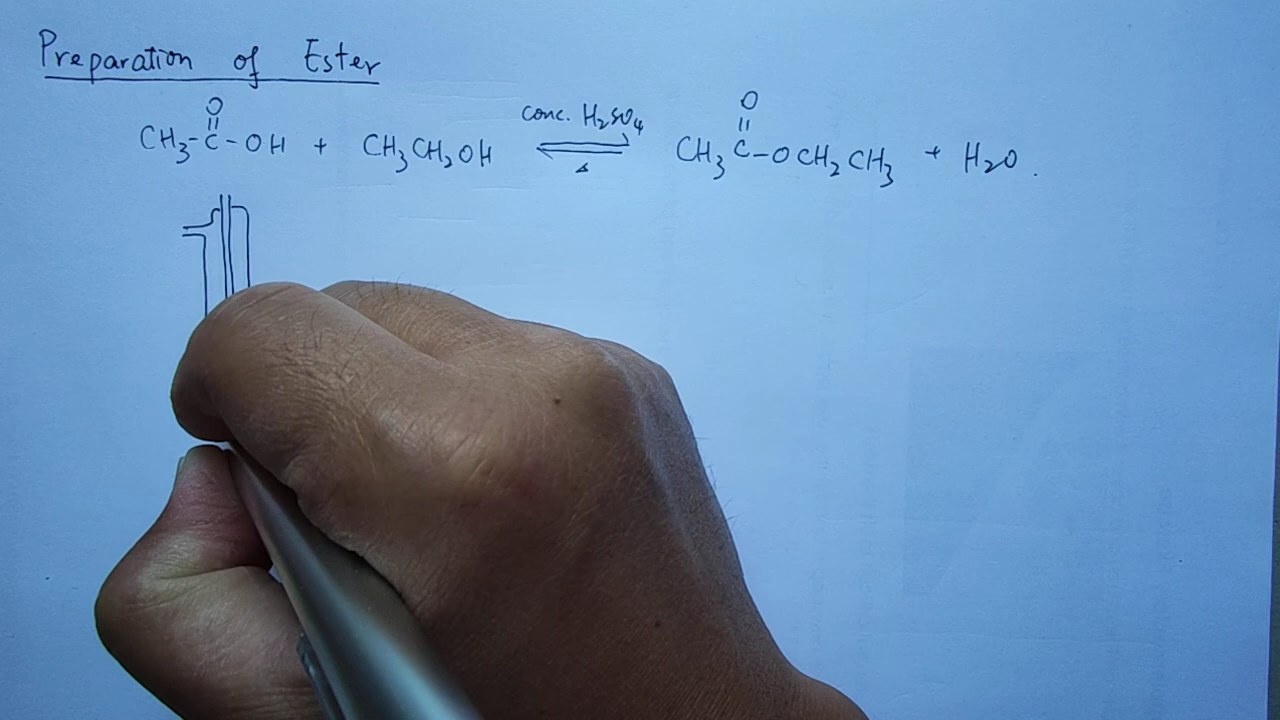 Preparation of Ester
O
CH3-C-OH + CH3CH2OH conc. H2SO4 ⇌ Δ O CH3C-OCH2CH3 + H2O.